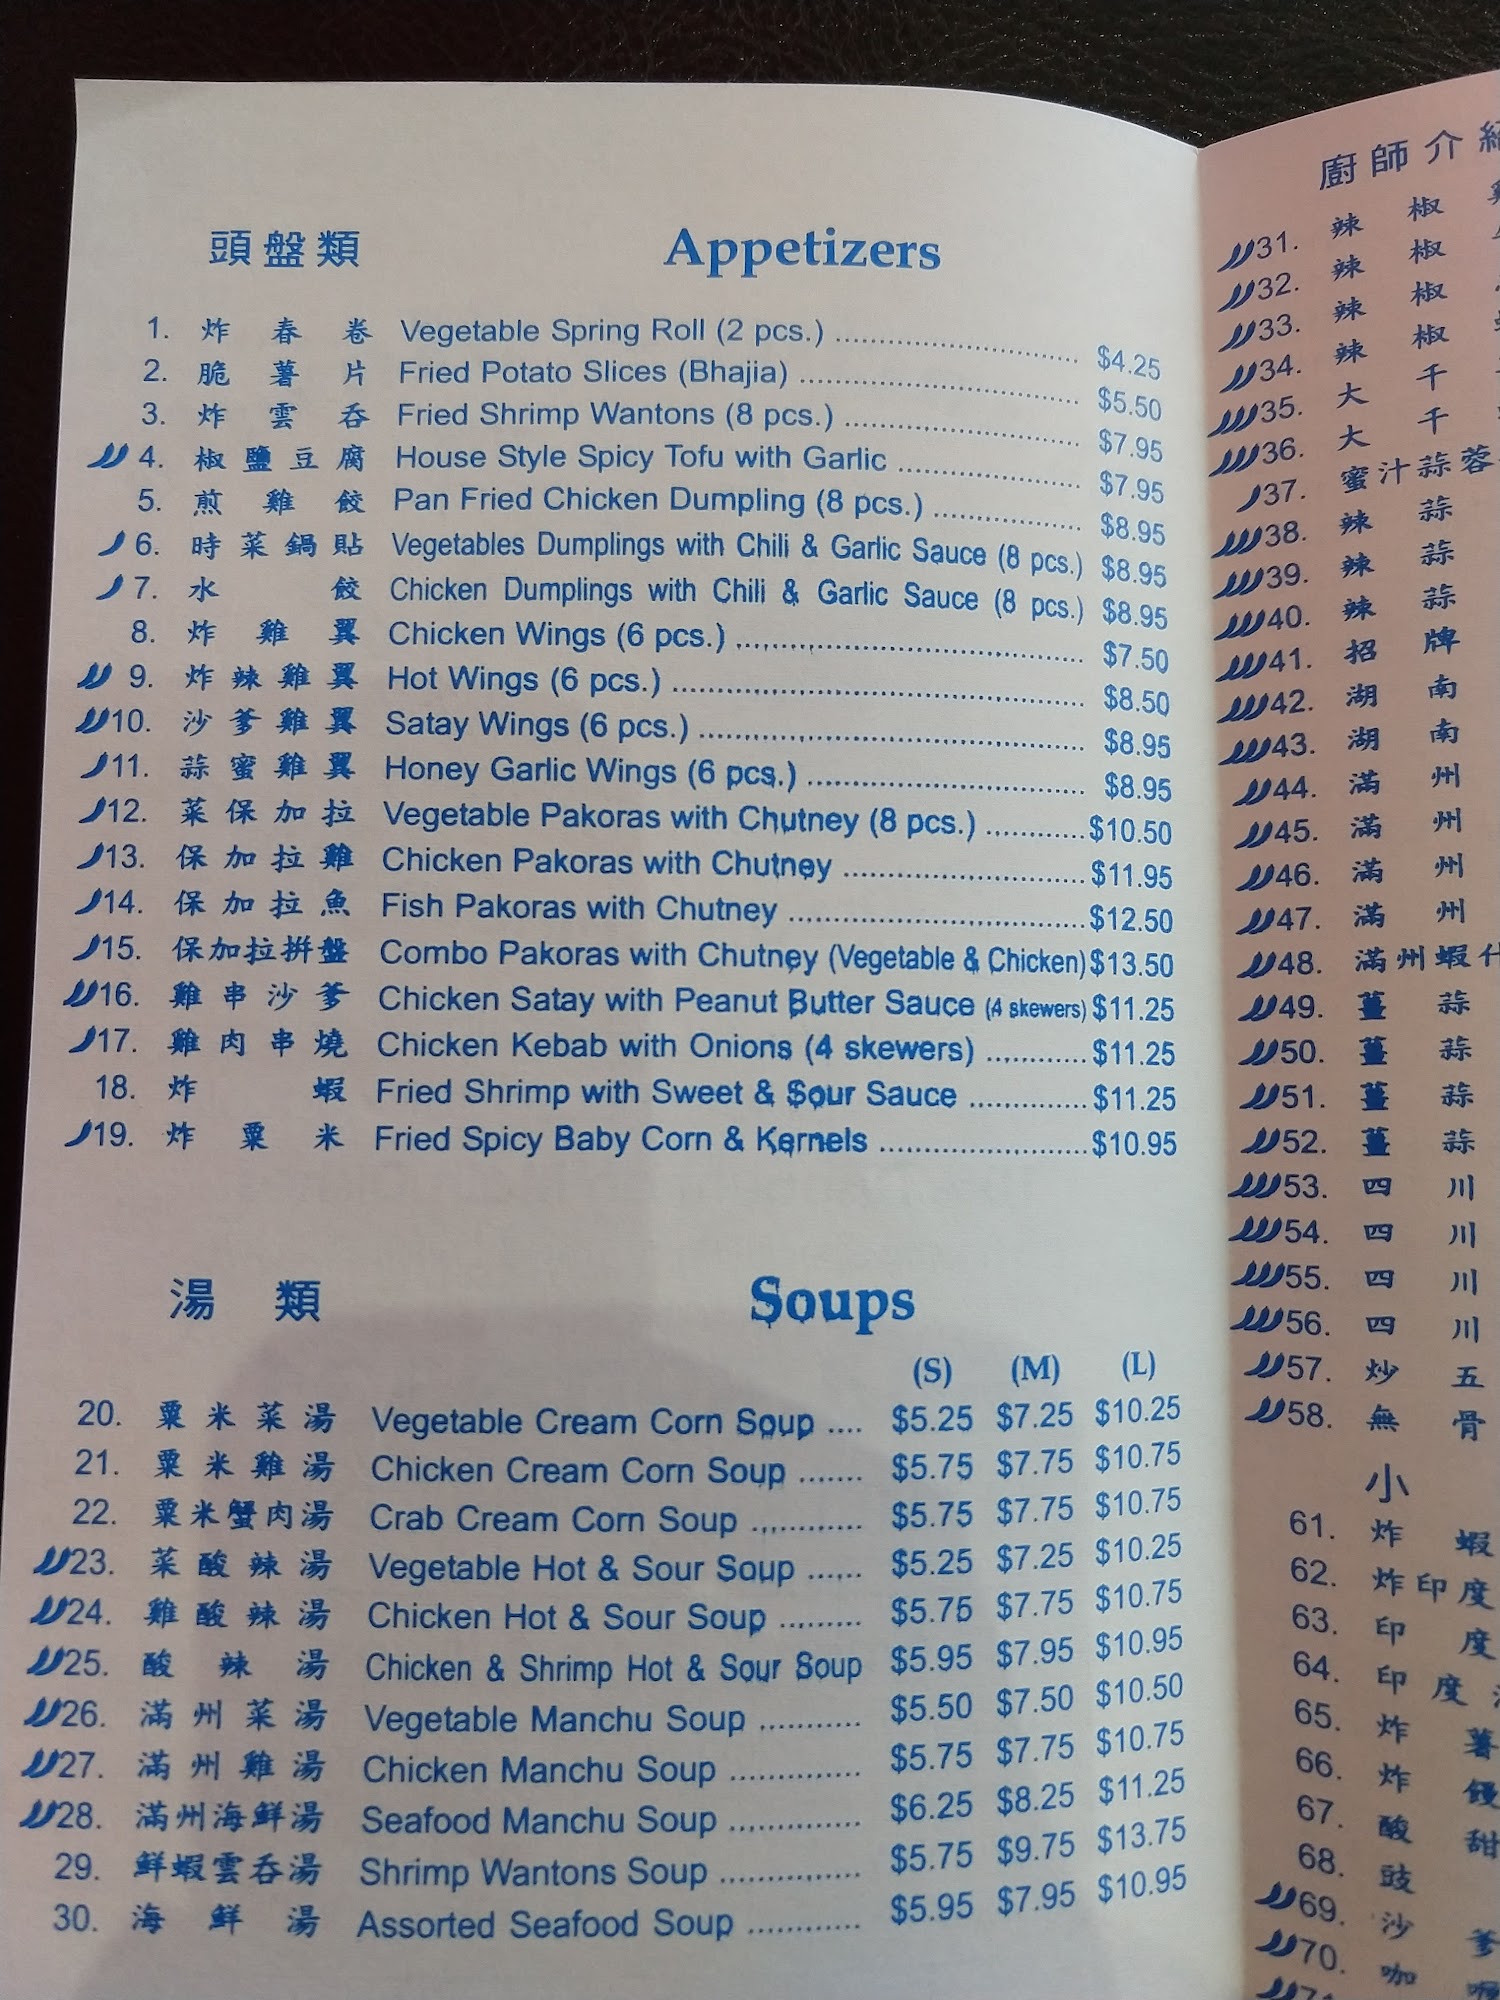 頭盤類 Appetizers
1. 炸春卷 Vegetable Spring Roll (2 pcs.) $4.25
2. 脆薯片 Fried Potato Slices (Bhajia) $5.50
3. 炸雲吞 Fried Shrimp Wantons (8 pcs.) $7.95
4. 椒鹽豆腐 House Style Spicy Tofu with Garlic $7.95
5. 煎雞餃 Pan Fried Chicken Dumpling (8 pcs.) $8.95
6. 時菜鍋貼 Vegetables Dumplings with Chili & Garlic Sauce (8 pcs.) $8.95
7. 水餃 Chicken Dumplings with Chili & Garlic Sauce (8 pcs.) $8.95
8. 炸雞翼 Chicken Wings (6 pcs.) $7.50
9. 炸辣雞翼 Hot Wings (6 pcs.) $8.50
10. 沙爹雞翼 Satay Wings (6 pcs.) $8.95
11. 蒜蜜雞翼 Honey Garlic Wings (6 pcs.) $8.95
12. 菜保加拉 Vegetable Pakoras with Chutney (8 pcs.) $10.50
13. 保加拉雞 Chicken Pakoras with Chutney $11.95
14. 保加拉魚 Fish Pakoras with Chutney $12.50
15. 保加拉拼盤 Combo Pakoras with Chutney (Vegetable & Chicken) $13.50
16. 雞串沙爹 Chicken Satay with Peanut Butter Sauce (4 skewers) $11.25
17. 雞肉串燒 Chicken Kebab with Onions (4 skewers) $11.25
18. 炸蝦 Fried Shrimp with Sweet & Sour Sauce $11.25
19. 炸粟米 Fried Spicy Baby Corn & Kernels $10.95
湯類 Soups
(S) (M) (L)
20. 粟米菜湯 Vegetable Cream Corn Soup $5.25 $7.25 $10.25
21. 粟米雞湯 Chicken Cream Corn Soup $5.75 $7.75 $10.75
22. 粟米蟹肉湯 Crab Cream Corn Soup $5.75 $7.75 $10.75
23. 菜酸辣湯 Vegetable Hot & Sour Soup $5.25 $7.25 $10.25
24. 雞酸辣湯 Chicken Hot & Sour Soup $5.75 $7.75 $10.75
25. 酸辣湯 Chicken & Shrimp Hot & Sour Soup $5.95 $7.95 $10.95
26. 滿州菜湯 Vegetable Manchu Soup $5.50 $7.50 $10.50
27. 滿州雞湯 Chicken Manchu Soup $5.75 $7.75 $10.75
28. 滿州海鮮湯 Seafood Manchu Soup $6.25 $8.25 $11.25
29. 鮮蝦雲吞湯 Shrimp Wantons Soup $5.75 $9.75 $13.75
30. 海鮮湯 Assorted Seafood Soup $5.95 $7.95 $10.95
廚師介
31. 辣椒
32. 辣椒
33. 辣椒
34. 辣椒
35. 大千
36. 大千
37. 蜜汁蒜蓉
38. 辣蒜
39. 辣蒜
40. 辣蒜
41. 招牌
42. 湖南
43. 湖南
44. 滿州
45. 滿州
46. 滿州
47. 滿州
48. 滿州蝦
49. 薑蒜
50. 薑蒜
51. 薑蒜
52. 薑蒜
53. 四川
54. 四川
55. 四川
56. 四川
57. 炒五
58. 無骨
小
61. 炸蝦
62. 炸印度
63. 印度
64. 印度
65. 炸薯
66. 炸饅
67. 酸甜
68. 豉
69. 沙爹
70. 咖喱